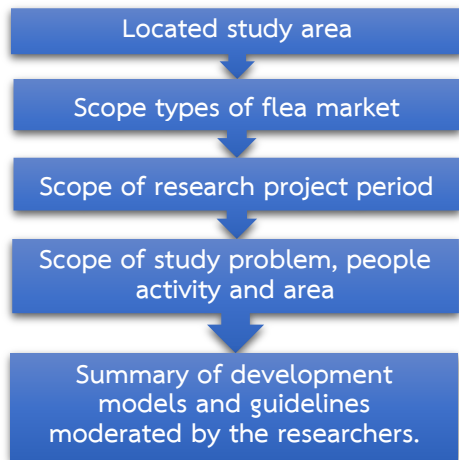 Located study area
Scope types of flea market
Scope of research project period
Scope of study problem, people
activity and area
Summary of development
models and guidelines
moderated by the researchers.